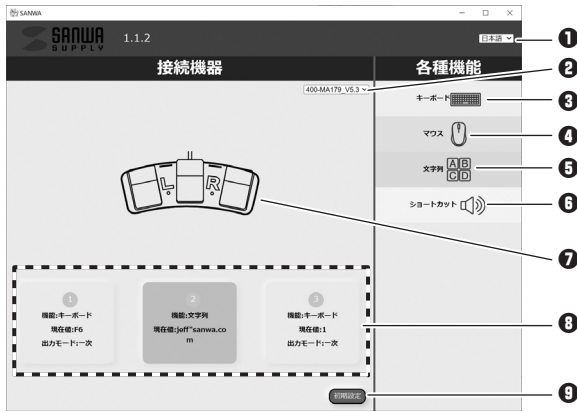 SANWA
SANWA
SUPPLY
1.1.2
日本語
接続機器
各種機能
400-MA179_V5.3
キーボード
マウス
文字列
A B
C D
ショートカット
L R
1
機能:キーボード
現在値:F6
出力モード:一次
2
機能:文字列
現在値:jeff"sanwa.co
m
3
機能:キーボード
現在値:1
出力モード:一次
初期設定
1
2
3
4
5
6
7
8
9